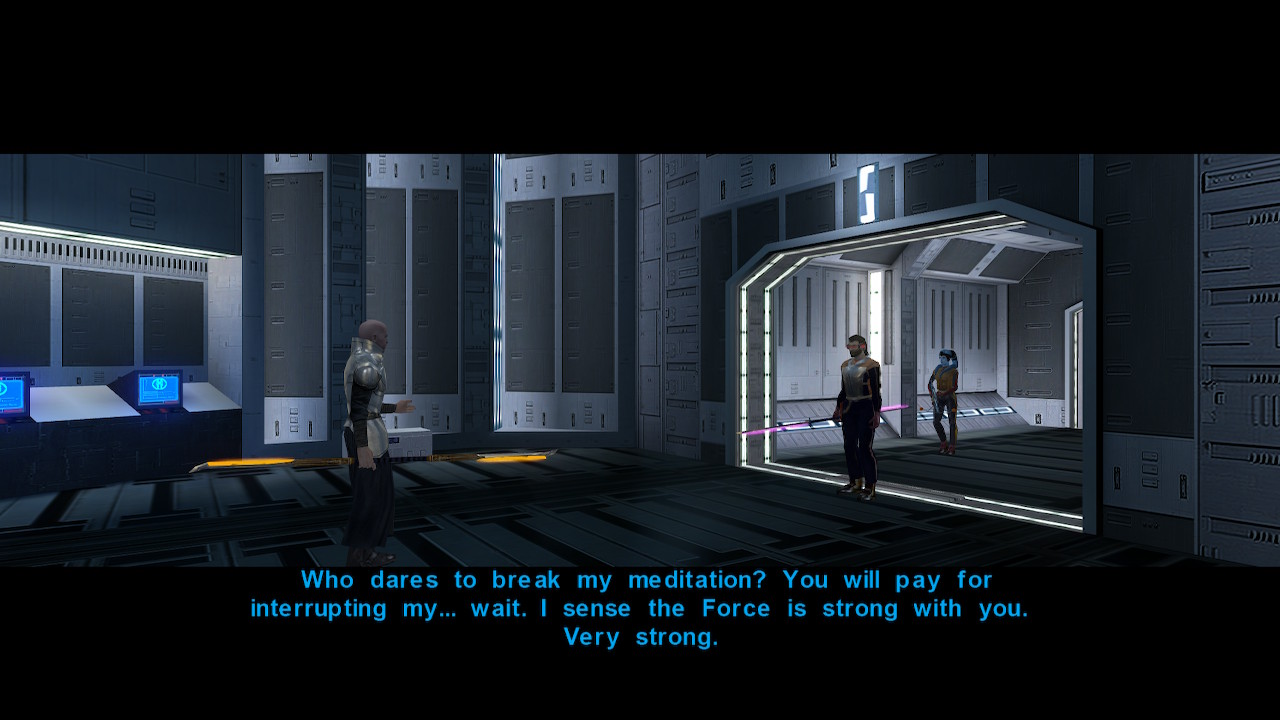 Who dares to break my meditation? You will pay for
interrupting my... wait. I sense the Force is strong with you.
Very strong.